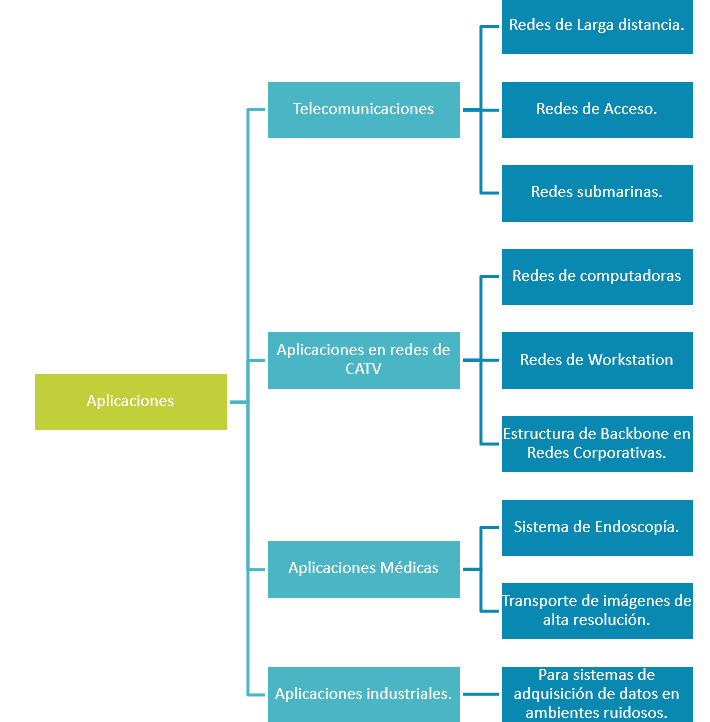 Aplicaciones
Telecomunicaciones
Redes de Larga distancia.
Redes de Acceso.
Redes submarinas.
Aplicaciones en redes de
CATV
Redes de computadoras
Redes de Workstation
Estructura de Backbone en
Redes Corporativas.
Aplicaciones Médicas
Sistema de Endoscopía.
Transporte de imágenes de
alta resolución.
Aplicaciones industriales.
Para sistemas de
adquisición de datos en
ambientes ruidosos.